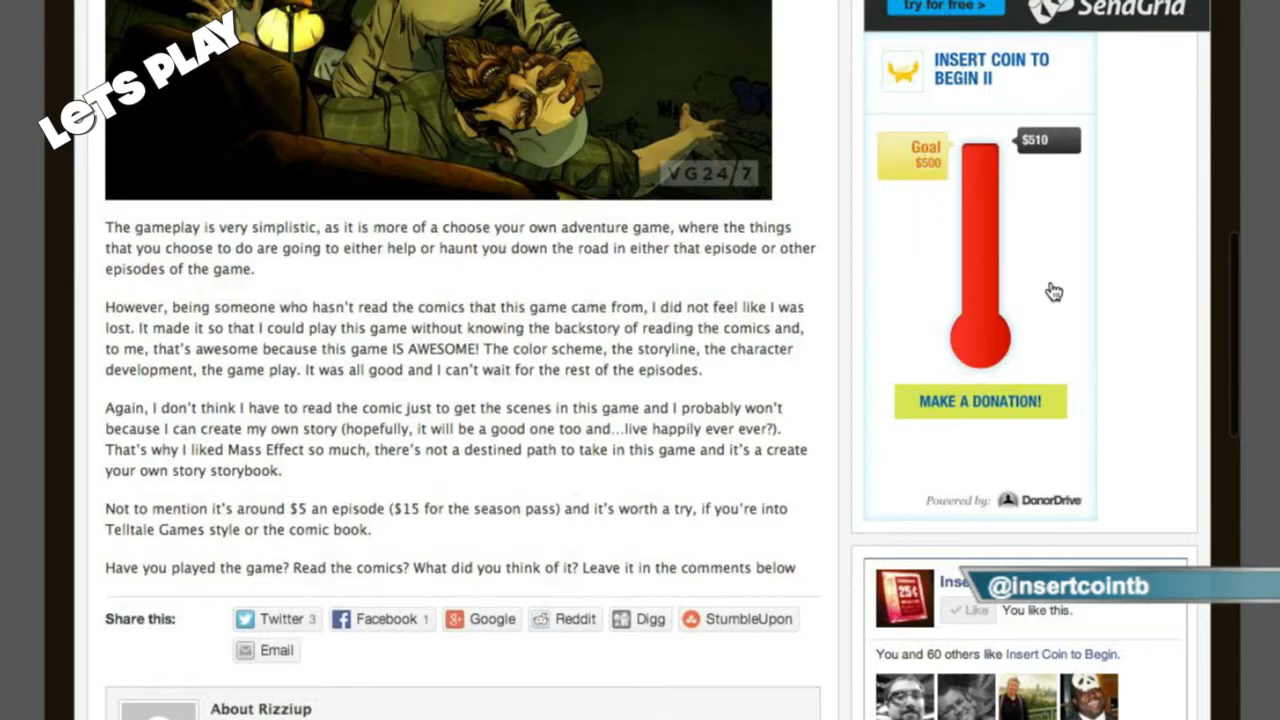 LETS PLAY
VG24/7
The gameplay is very simplistic, as it is more of a choose your own adventure game, where the things
that you choose to do are going to either help or haunt you down the road in either that episode or other
episodes of the game.
However, being someone who hasn't read the comics that this game came from, I did not feel like I was
lost. It made it so that I could play this game without knowing the backstory of reading the comics and,
to me, that's awesome because this game IS AWESOME! The color scheme, the storyline, the character
development, the game play. It was all good and I can't wait for the rest of the episodes.
Again, I don't think I have to read the comic just to get the scenes in this game and I probably won't
because I can create my own story (hopefully, it will be a good one too and...live happily ever ever?).
That's why I liked Mass Effect so much, there's not a destined path to take in this game and it's a create
your own story storybook.
Not to mention it's around $5 an episode ($15 for the season pass) and it's worth a try, if you're into
Telltale Games style or the comic book.
Have you played the game? Read the comics? What did you think of it? Leave it in the comments below
Share this:
Twitter 3
Facebook 1
Google
Reddit
Digg
StumbleUpon
Email
About Rizziup
try for free >
SendGrid
INSERT COIN TO
BEGIN II
Goal
$500
$510
MAKE A DONATION!
Powered by: DonorDrive
25¢
Inse
@insertcointb
Like
You like this.
You and 60 others like Insert Coin to Begin.